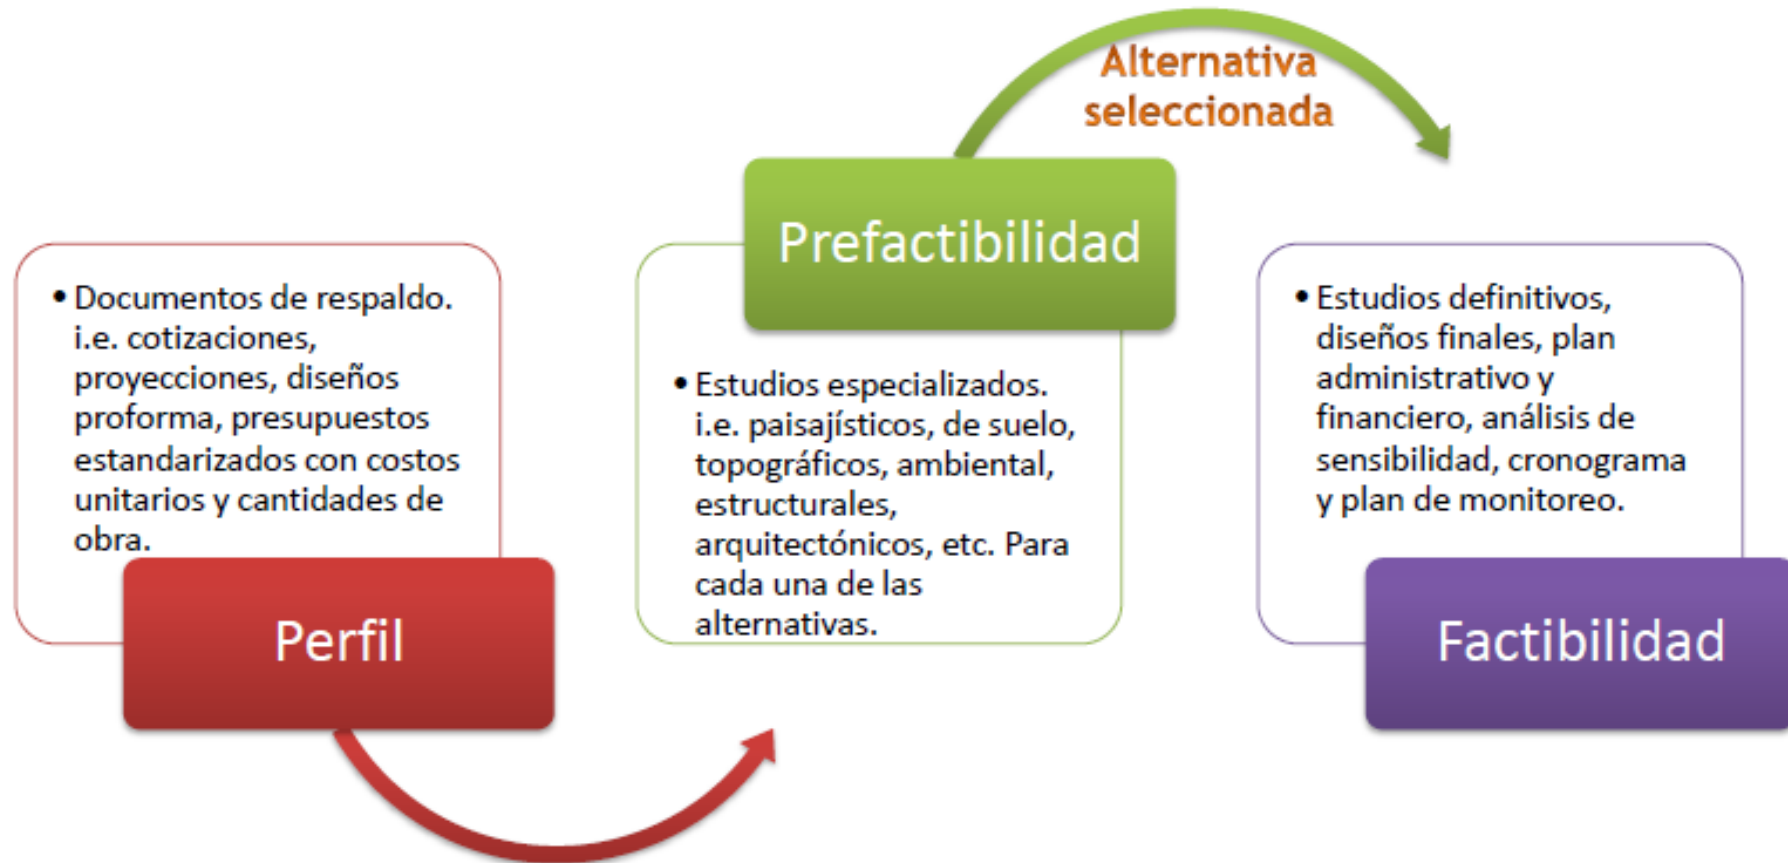 • Documentos de respaldo.
i.e. cotizaciones,
proyecciones, diseños
proforma, presupuestos
estandarizados con costos
unitarios y cantidades de
obra.
Perfil
Prefactibilidad
• Estudios especializados.
i.e. paisajísticos, de suelo,
topográficos, ambiental,
estructurales,
arquitectónicos, etc. Para
cada una de las
alternativas.
Alternativa
seleccionada
• Estudios definitivos,
diseños finales, plan
administrativo y
financiero, análisis de
sensibilidad, cronograma
y plan de monitoreo.
Factibilidad